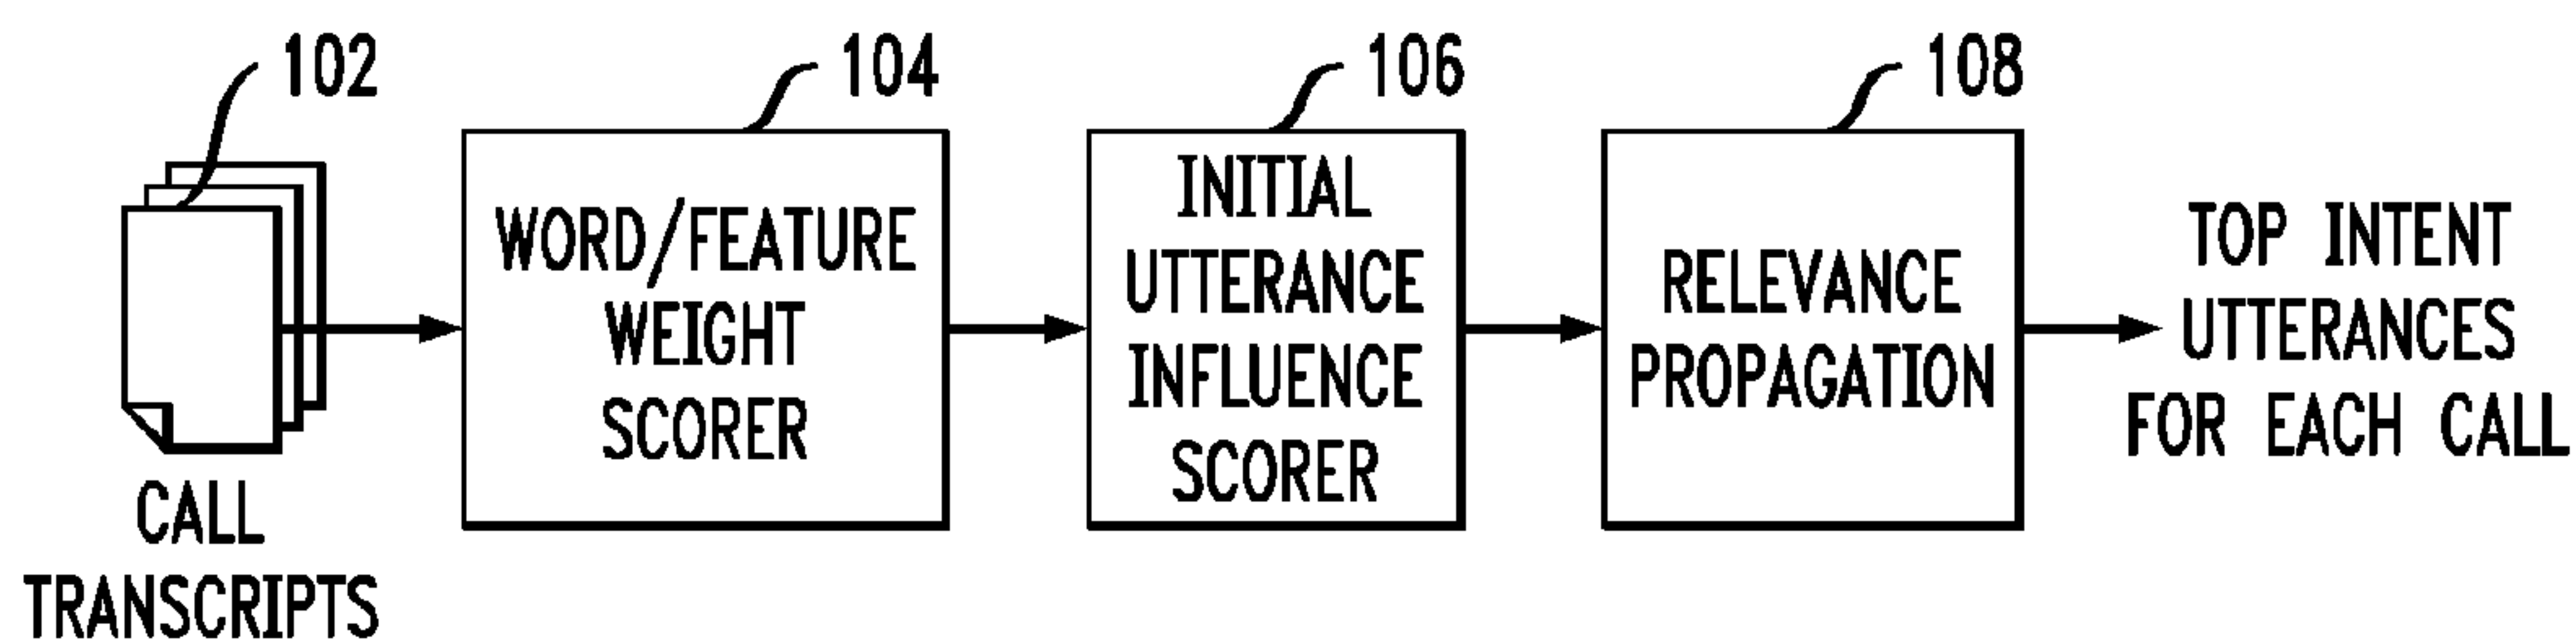 102
CALL
TRANSCRIPTS
104
WORD/FEATURE
WEIGHT
SCORER
106
INITIAL
UTTERANCE
INFLUENCE
SCORER
108
RELEVANCE
PROPAGATION
TOP INTENT
UTTERANCES
FOR EACH CALL